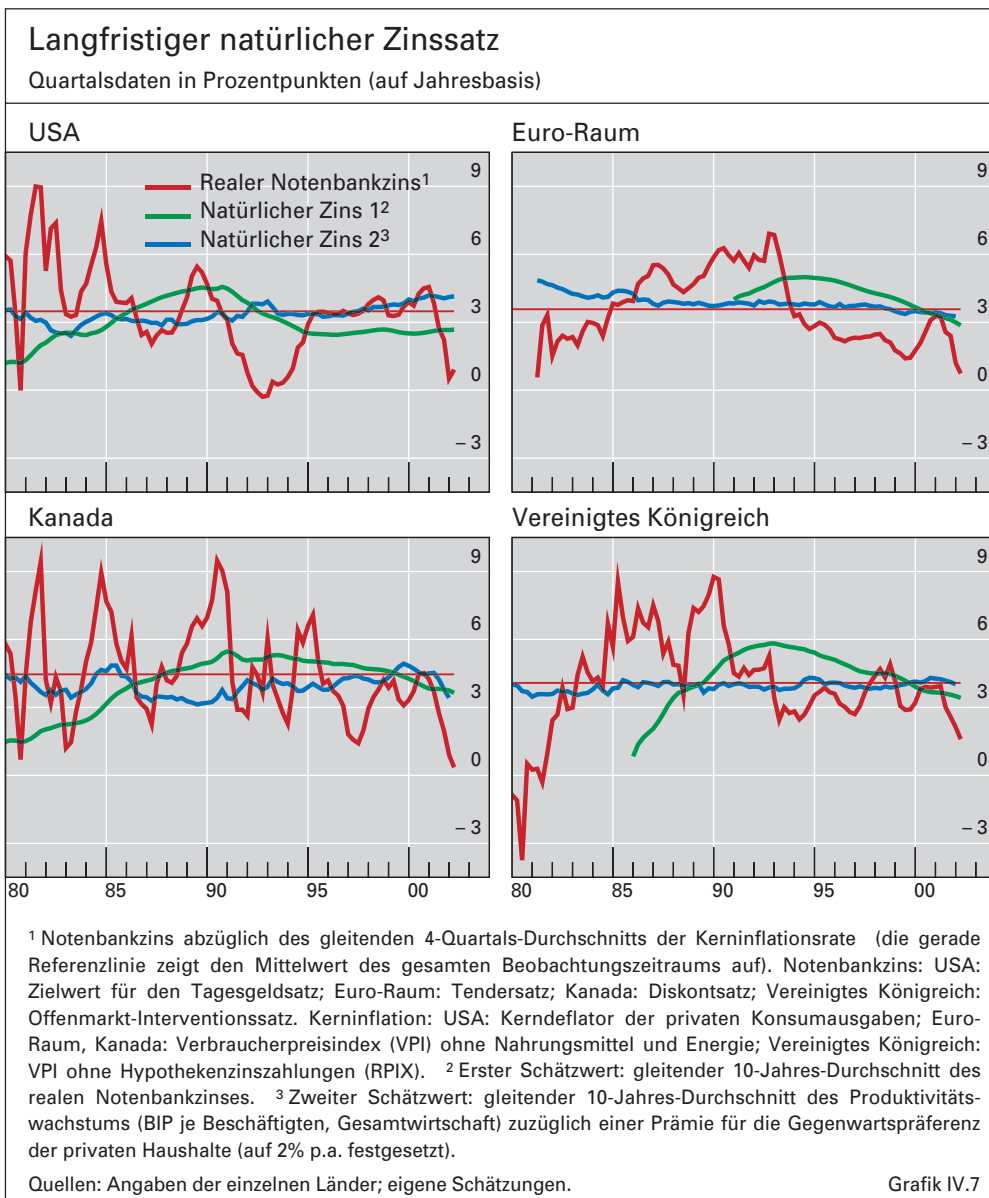 Langfristiger natürlicher Zinssatz
Quartalsdaten in Prozentpunkten (auf Jahresbasis)
USA
Realer Notenbankzins¹
Natürlicher Zins 1²
Natürlicher Zins 2³
9
6
3
0
– 3
Euro-Raum
9
6
3
0
– 3
Kanada
9
6
3
0
– 3
80 85 90 95 00
Vereinigtes Königreich
9
6
3
0
– 3
80 85 90 95 00
¹ Notenbankzins abzüglich des gleitenden 4-Quartals-Durchschnitts der Kerninflationsrate (die gerade
Referenzlinie zeigt den Mittelwert des gesamten Beobachtungszeitraums auf). Notenbankzins: USA:
Zielwert für den Tagesgeldsatz; Euro-Raum: Tendersatz; Kanada: Diskontsatz; Vereinigtes Königreich:
Offenmarkt-Interventionssatz. Kerninflation: USA: Kerndeflator der privaten Konsumausgaben; Euro-
Raum, Kanada: Verbraucherpreisindex (VPI) ohne Nahrungsmittel und Energie; Vereinigtes Königreich:
VPI ohne Hypothekenzinszahlungen (RPIX). ² Erster Schätzwert: gleitender 10-Jahres-Durchschnitt des
realen Notenbankzinses. ³ Zweiter Schätzwert: gleitender 10-Jahres-Durchschnitt des Produktivitäts-
wachstums (BIP je Beschäftigten, Gesamtwirtschaft) zuzüglich einer Prämie für die Gegenwartspräferenz
der privaten Haushalte (auf 2% p.a. festgesetzt).
Quellen: Angaben der einzelnen Länder; eigene Schätzungen. Grafik IV.7